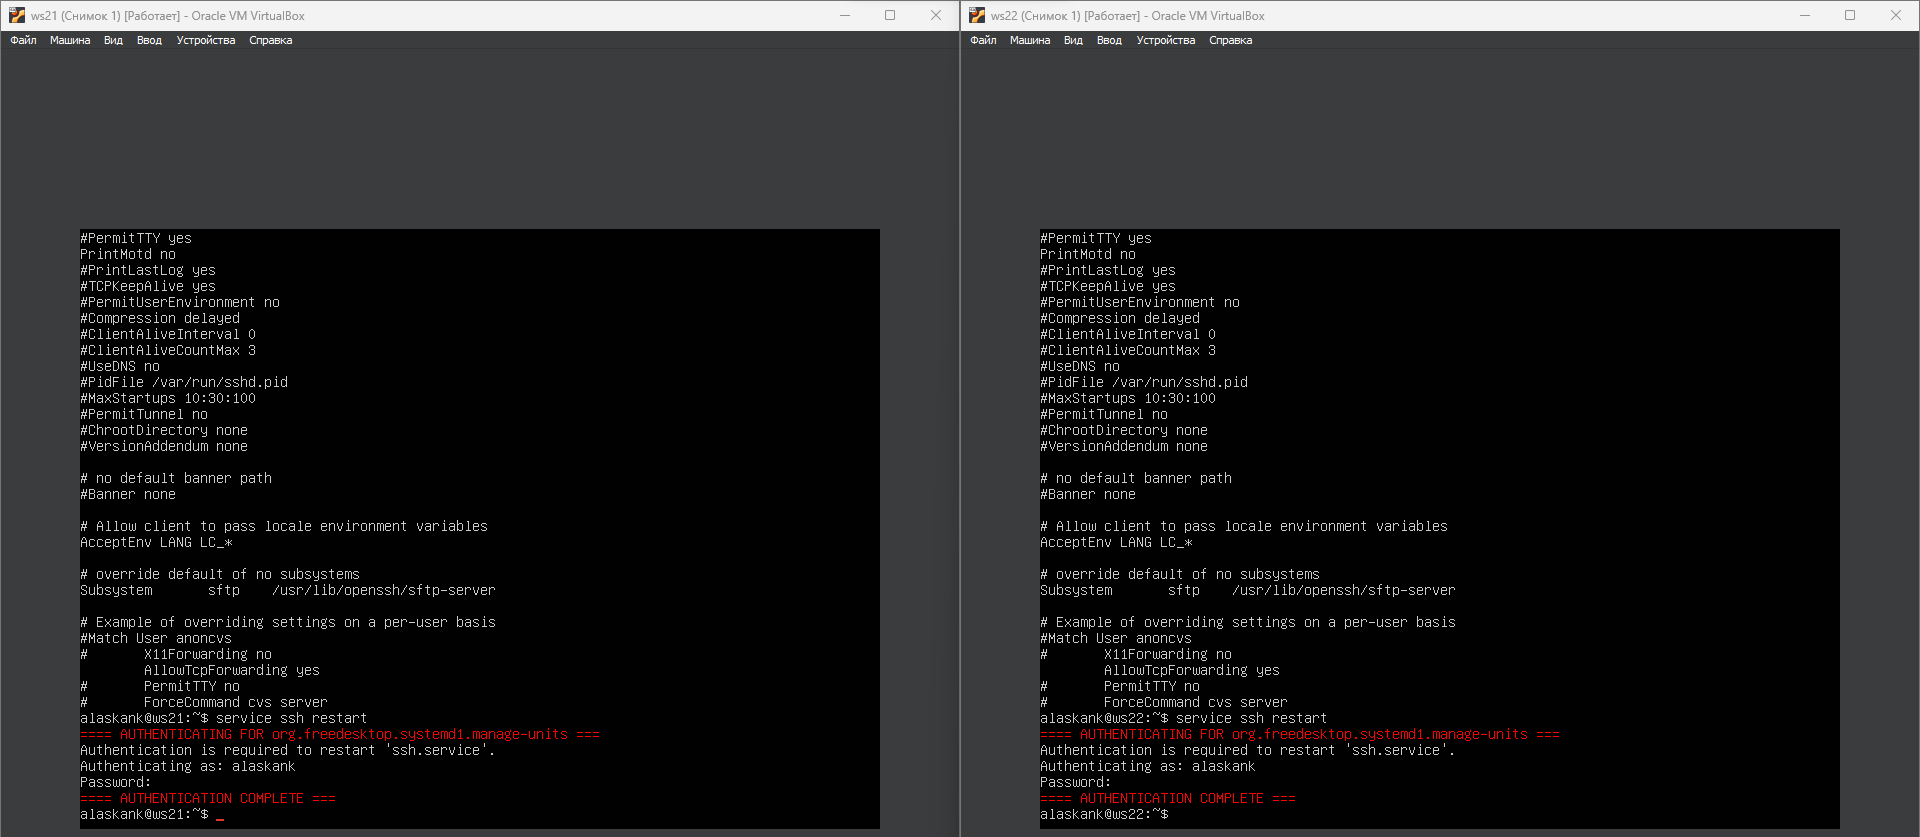 ws21 (Снимок 1) [Работает] - Oracle VM VirtualBox
Файл Машина Вид Ввод Устройства Справка
#PermitTTY yes
PrintMotd no
#PrintLastLog yes
#TCPKeepAlive yes
#PermitUserEnvironment no
#Compression delayed
#ClientAliveInterval 0
#ClientAliveCountMax 3
#UseDNS no
#PidFile /var/run/sshd.pid
#MaxStartups 10:30:100
#PermitTunnel no
#ChrootDirectory none
#VersionAddendum none
# no default banner path
#Banner none
# Allow client to pass locale environment variables
AcceptEnv LANG LC_*
# override default of no subsystems
Subsystem sftp /usr/lib/openssh/sftp-server
# Example of overriding settings on a per-user basis
#Match User anoncvs
# X11Forwarding no
AllowTcpForwarding yes
# PermitTTY no
# ForceCommand cvs server
alaskank@ws21:~$ service ssh restart
==== AUTHENTICATING FOR org.freedesktop.systemd1.manage-units ===
Authentication is required to restart 'ssh.service'.
Authenticating as: alaskank
Password:
==== AUTHENTICATION COMPLETE ===
alaskank@ws21:~$ _
ws22 (Снимок 1) [Работает] - Oracle VM VirtualBox
Файл Машина Вид Ввод Устройства Справка
#PermitTTY yes
PrintMotd no
#PrintLastLog yes
#TCPKeepAlive yes
#PermitUserEnvironment no
#Compression delayed
#ClientAliveInterval 0
#ClientAliveCountMax 3
#UseDNS no
#PidFile /var/run/sshd.pid
#MaxStartups 10:30:100
#PermitTunnel no
#ChrootDirectory none
#VersionAddendum none
# no default banner path
#Banner none
# Allow client to pass locale environment variables
AcceptEnv LANG LC_*
# override default of no subsystems
Subsystem sftp /usr/lib/openssh/sftp-server
# Example of overriding settings on a per-user basis
#Match User anoncvs
# X11Forwarding no
AllowTcpForwarding yes
# PermitTTY no
# ForceCommand cvs server
alaskank@ws22:~$ service ssh restart
==== AUTHENTICATING FOR org.freedesktop.systemd1.manage-units ===
Authentication is required to restart 'ssh.service'.
Authenticating as: alaskank
Password:
==== AUTHENTICATION COMPLETE ===
alaskank@ws22:~$